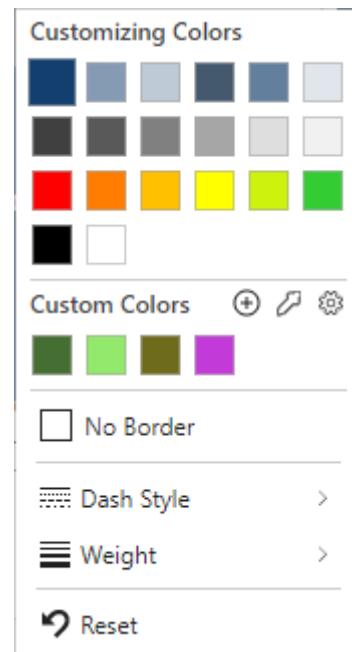 Customizing Colors
Custom Colors
No Border
Dash Style
Weight
Reset